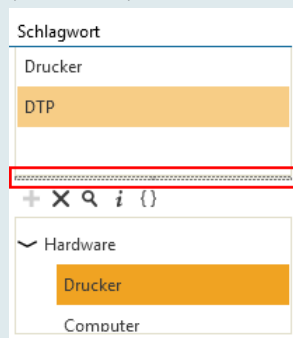 Schlagwort
Drucker
DTP
i {}
Hardware
Drucker
Computer